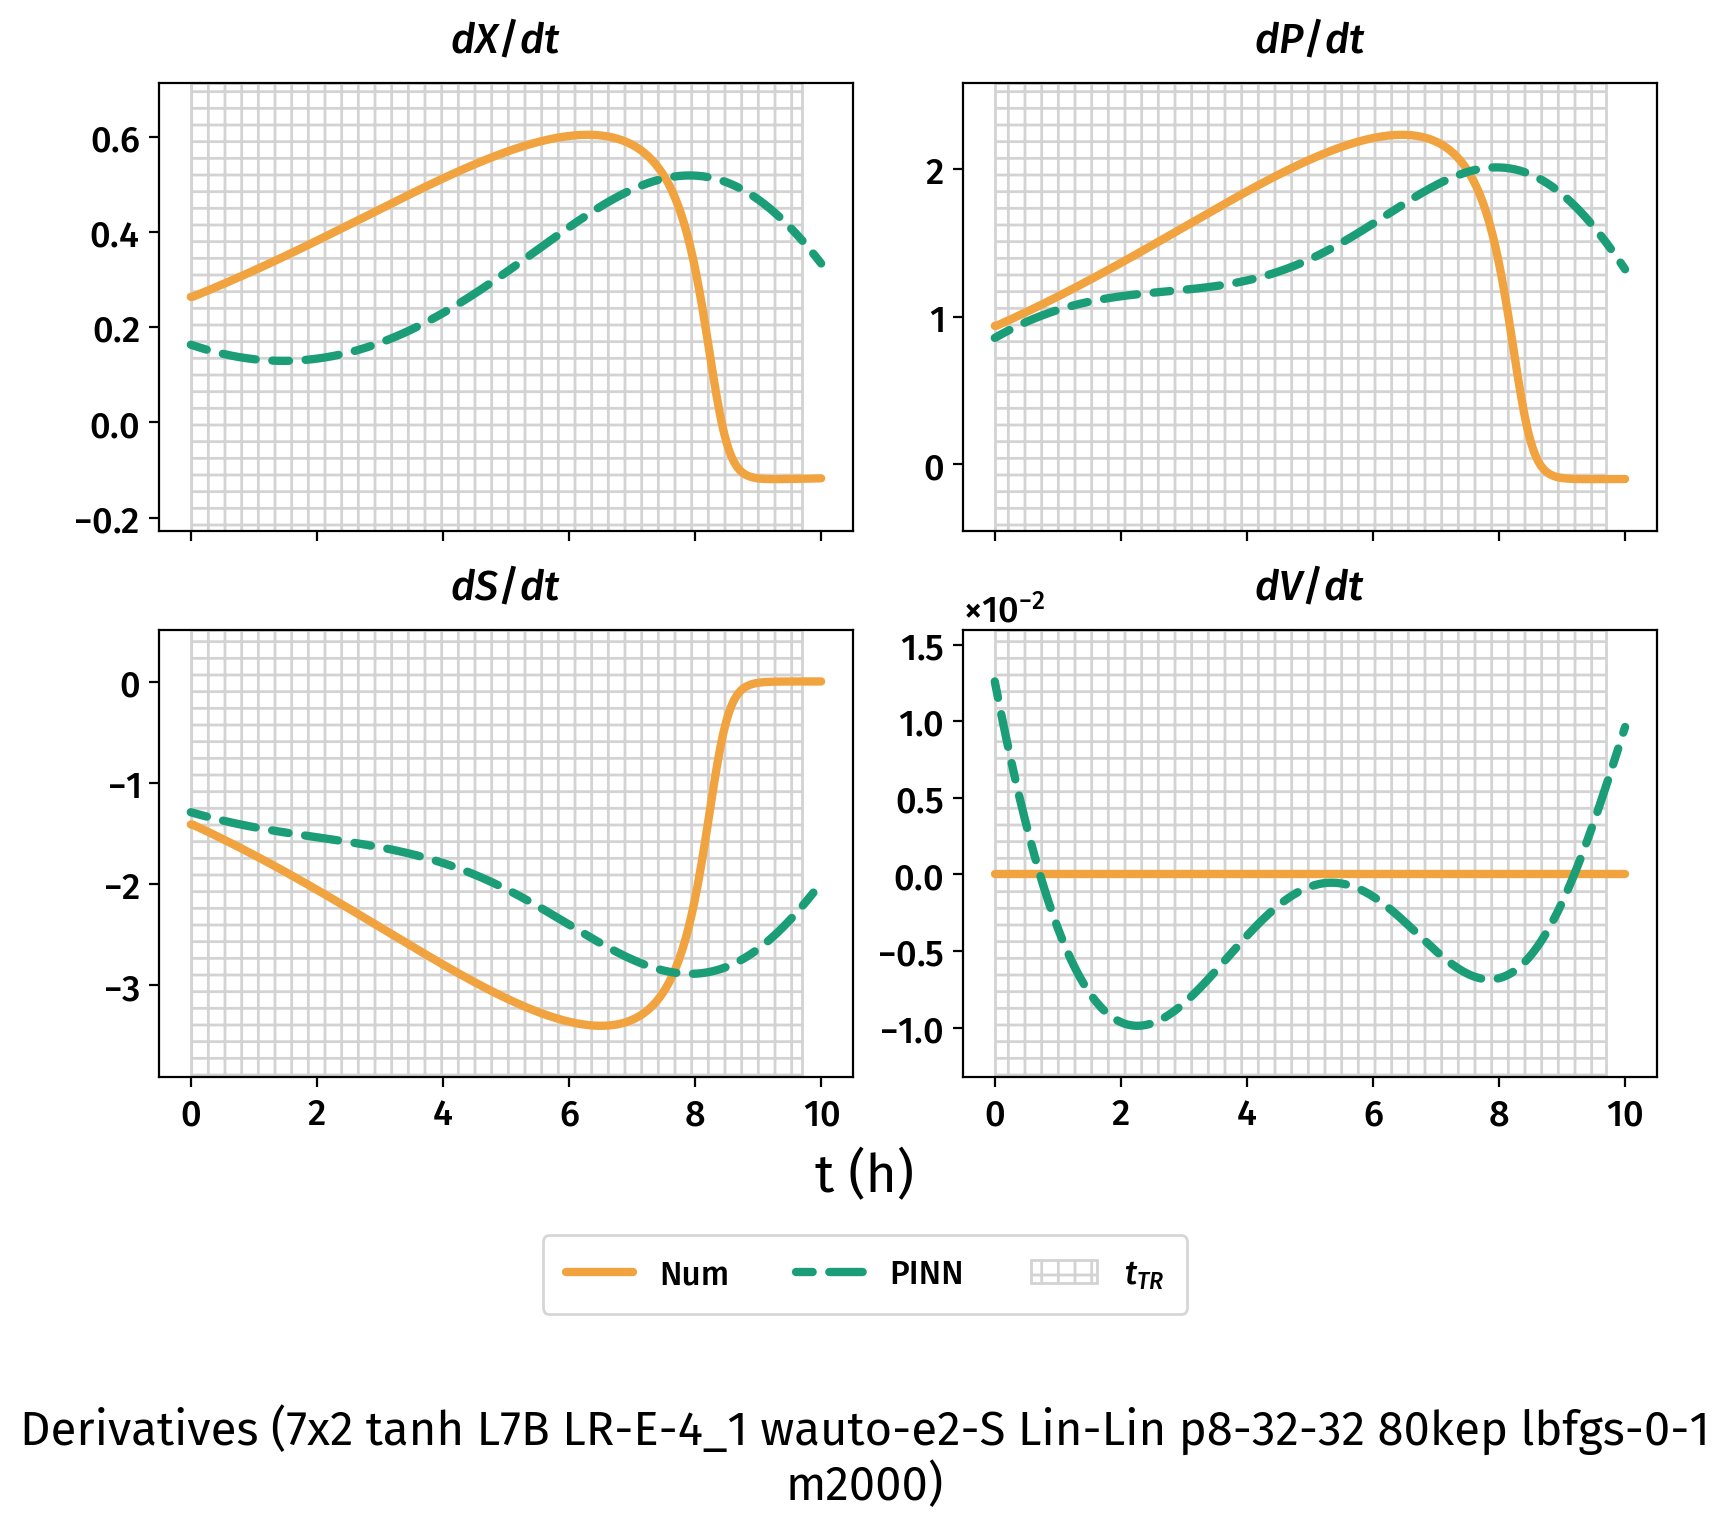 dX/dt
dP/dt
0.6
0.4
0.2
0.0
−0.2
2
1
0
dS/dt
dV/dt
×10⁻²
0
−1
−2
−3
1.5
1.0
0.5
0.0
−0.5
−1.0
0 2 4 6 8 10
0 2 4 6 8 10
t (h)
Num PINN t_TR
Derivatives (7x2 tanh L7B LR-E-4_1 wauto-e2-S Lin-Lin p8-32-32 80kep lbfgs-0-1
m2000)